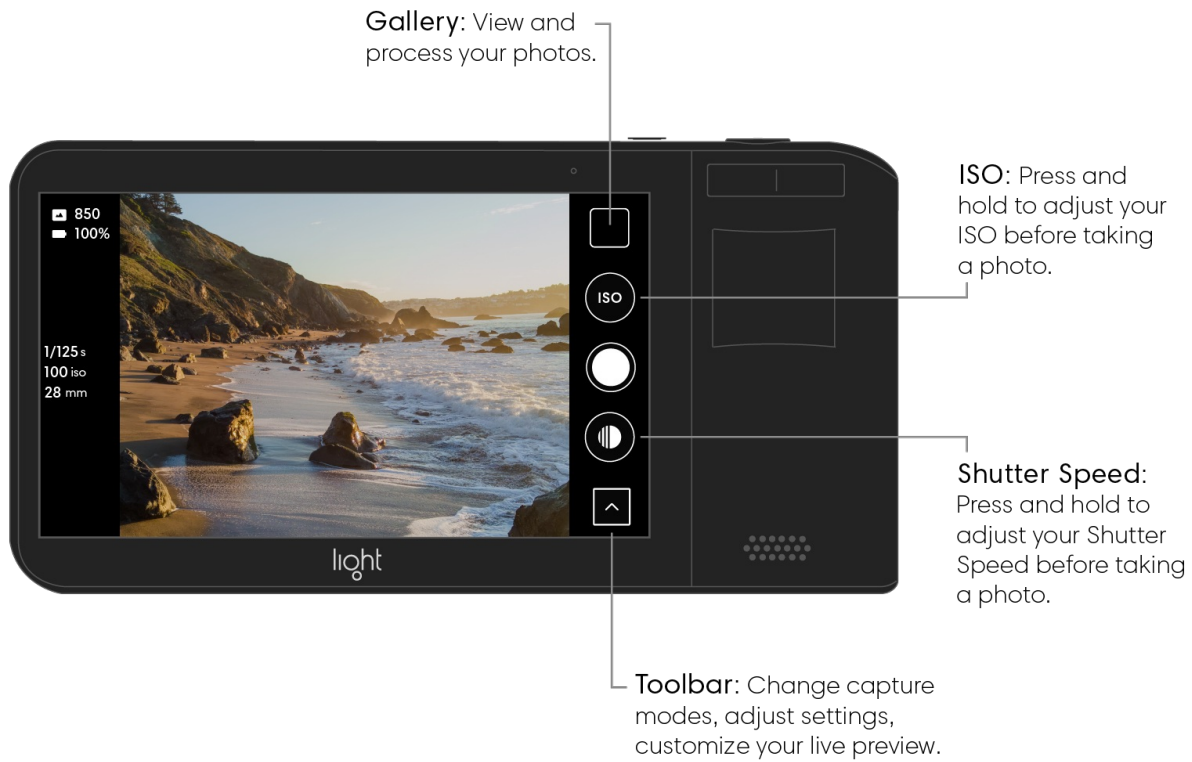 Gallery: View and
process your photos.
850
100%
1/125 s
100 iso
28 mm
ISO
light
ISO: Press and
hold to adjust your
ISO before taking
a photo.
Shutter Speed:
Press and hold to
adjust your Shutter
Speed before taking
a photo.
Toolbar: Change capture
modes, adjust settings,
customize your live preview.